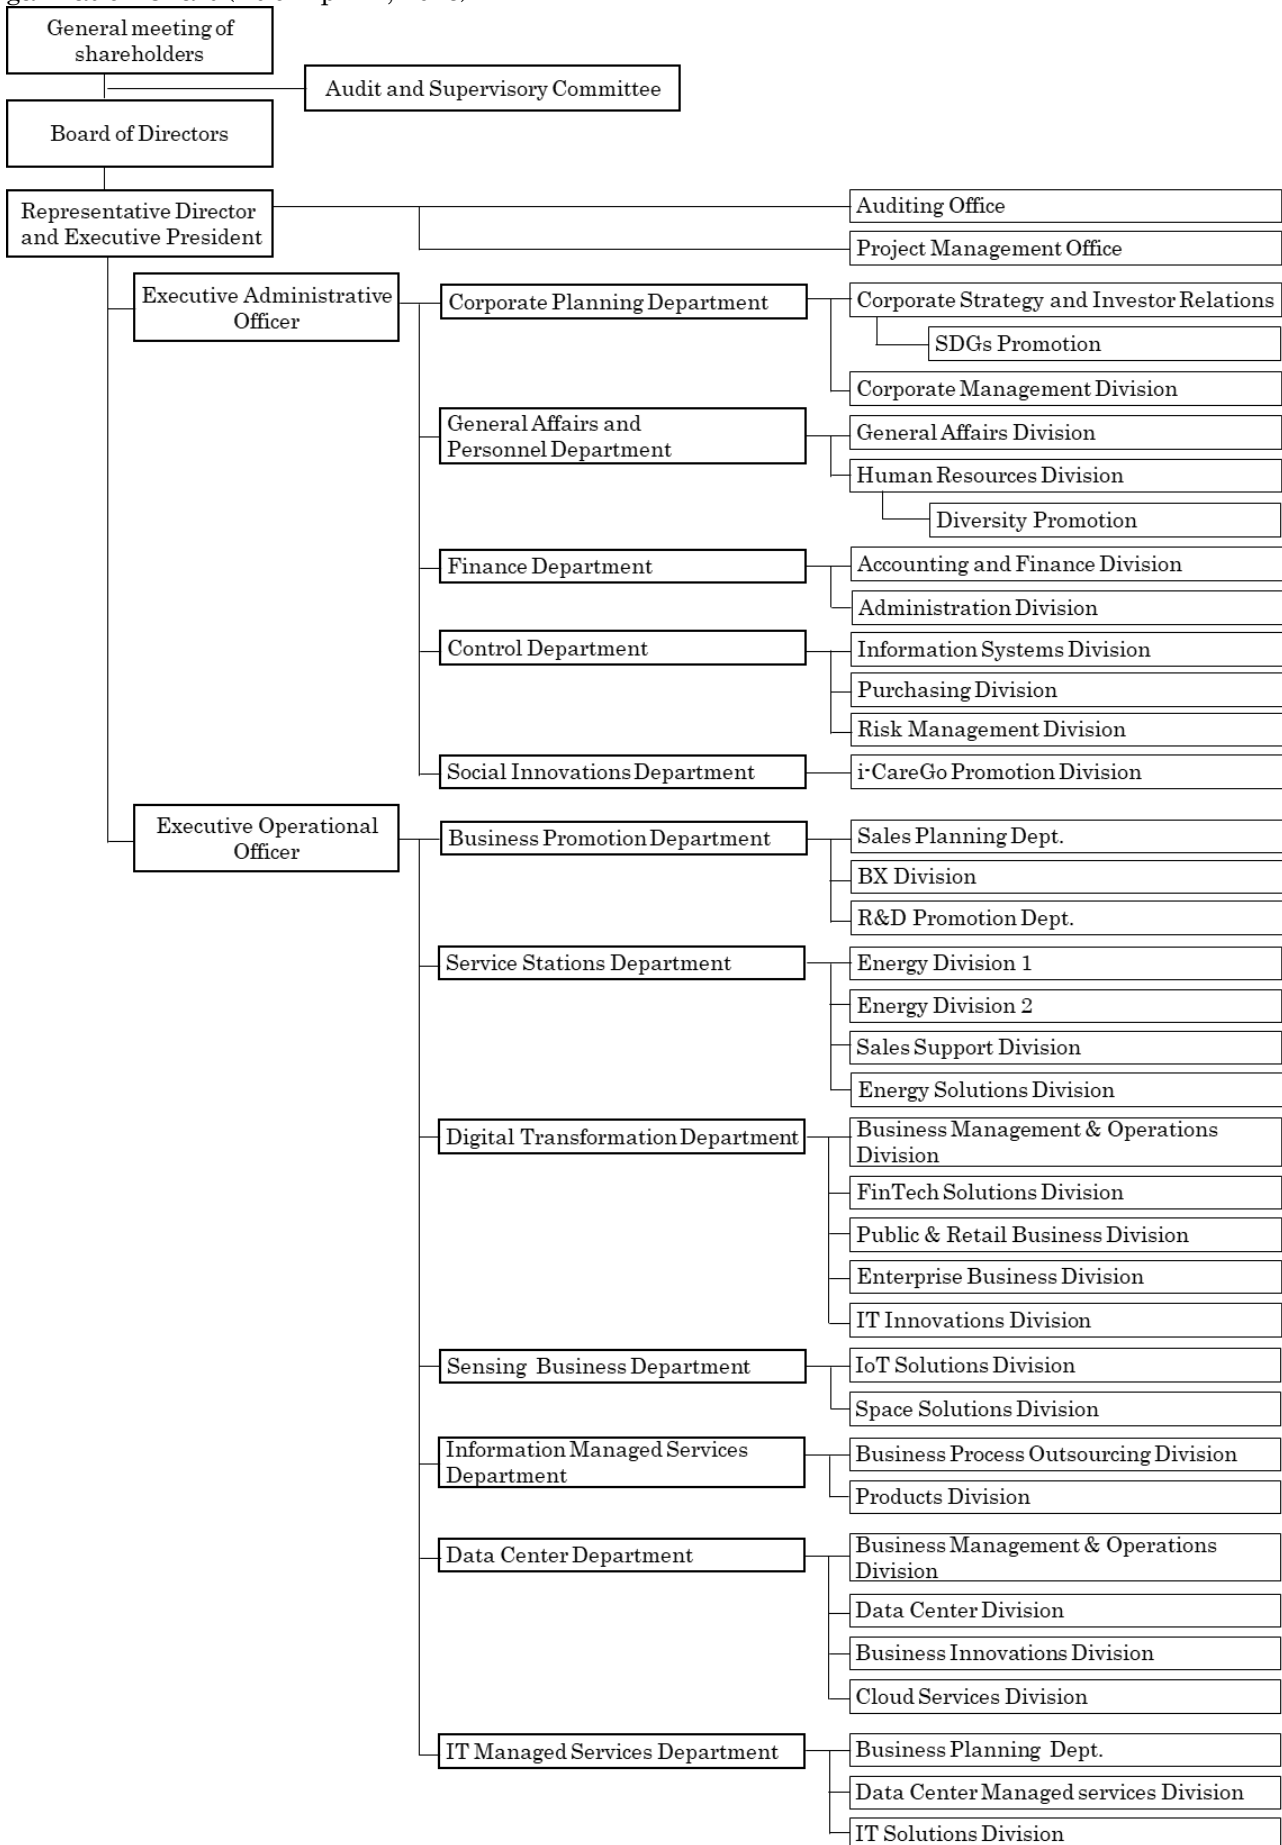 General meeting of
shareholders
Audit and Supervisory Committee
Board of Directors
Representative Director
and Executive President
Auditing Office
Project Management Office
Executive Administrative
Officer
Corporate Planning Department
Corporate Strategy and Investor Relations
SDGs Promotion
Corporate Management Division
General Affairs and
Personnel Department
General Affairs Division
Human Resources Division
Diversity Promotion
Finance Department
Accounting and Finance Division
Administration Division
Control Department
Information Systems Division
Purchasing Division
Risk Management Division
Social Innovations Department
i-CareGo Promotion Division
Executive Operational
Officer
Business Promotion Department
Sales Planning Dept.
BX Division
R&D Promotion Dept.
Service Stations Department
Energy Division 1
Energy Division 2
Sales Support Division
Energy Solutions Division
Digital Transformation Department
Business Management & Operations
Division
FinTech Solutions Division
Public & Retail Business Division
Enterprise Business Division
IT Innovations Division
Sensing Business Department
IoT Solutions Division
Space Solutions Division
Information Managed Services
Department
Business Process Outsourcing Division
Products Division
Data Center Department
Business Management & Operations
Division
Data Center Division
Business Innovations Division
Cloud Services Division
IT Managed Services Department
Business Planning Dept.
Data Center Managed services Division
IT Solutions Division